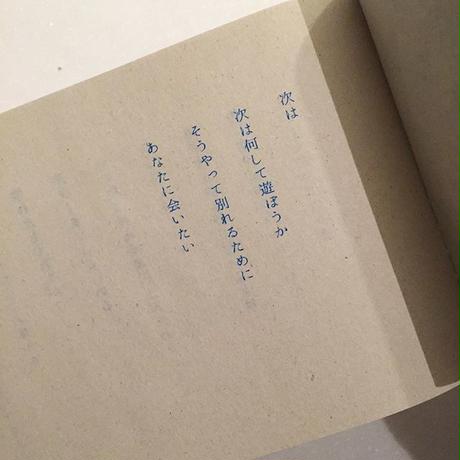 次は
次は何して遊ぼうか
そうやって別れるために
あなたに会いたい